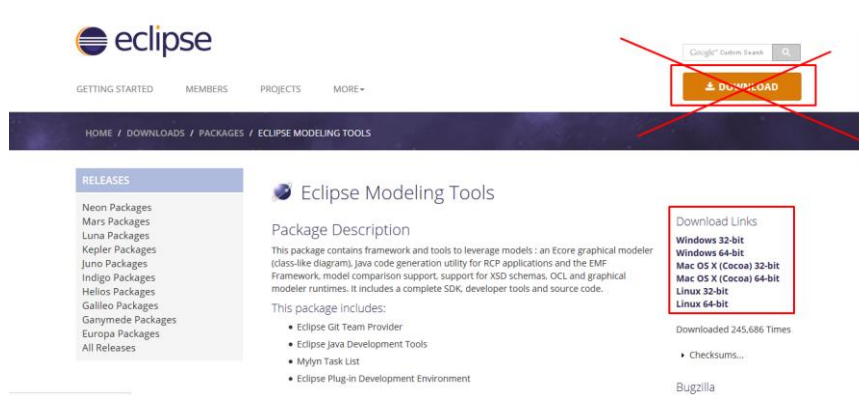 eclipse
Google™ Custom Search
GETTING STARTED MEMBERS PROJECTS MORE
DOWNLOAD
HOME / DOWNLOADS / PACKAGES / ECLIPSE MODELING TOOLS
RELEASES
Neon Packages
Mars Packages
Luna Packages
Kepler Packages
Juno Packages
Indigo Packages
Helios Packages
Galileo Packages
Ganymede Packages
Europa Packages
All Releases
Eclipse Modeling Tools
Package Description
This package contains framework and tools to leverage models : an Ecore graphical modeler
(class-like diagram), Java code generation utility for RCP applications and the EMF
Framework, model comparison support, support for XSD schemas, OCL and graphical
modeler runtimes. It includes a complete SDK, developer tools and source code.
This package includes:
• Eclipse Git Team Provider
• Eclipse Java Development Tools
• Mylyn Task List
• Eclipse Plug-in Development Environment
Download Links
Windows 32-bit
Windows 64-bit
Mac OS X (Cocoa) 32-bit
Mac OS X (Cocoa) 64-bit
Linux 32-bit
Linux 64-bit
Downloaded 245,686 Times
Checksums...
Bugzilla